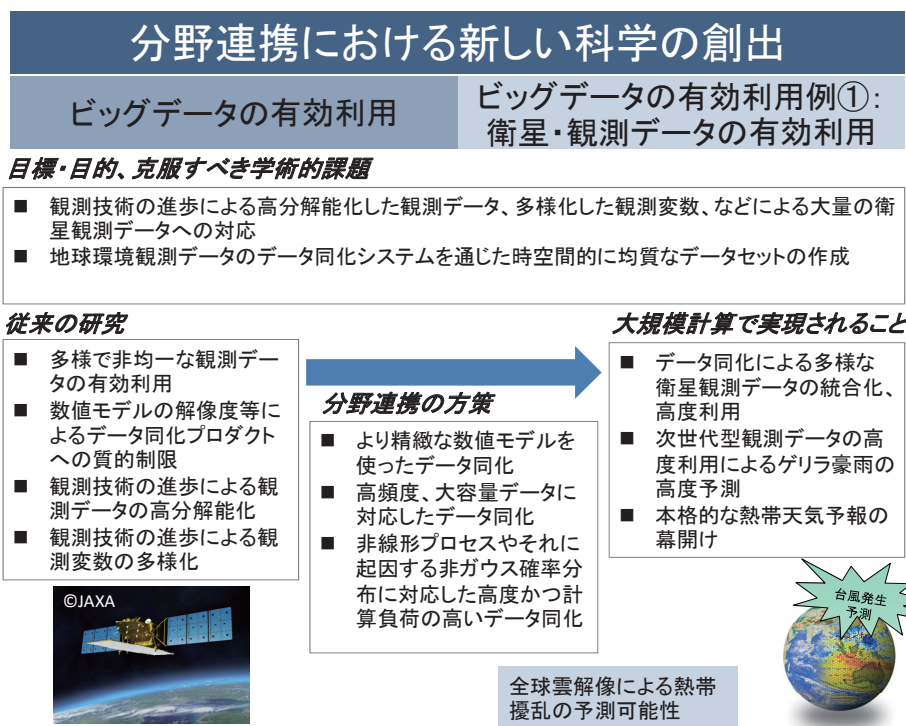 分野連携における新しい科学の創出
ビッグデータの有効利用
ビッグデータの有効利用例①:
衛星・観測データの有効利用
目標・目的、克服すべき学術的課題
■ 観測技術の進歩による高分解能化した観測データ、多様化した観測変数、などによる大量の衛
星観測データへの対応
■ 地球環境観測データのデータ同化システムを通じた時空間的に均質なデータセットの作成
従来の研究
■ 多様で非均一な観測デー
タの有効利用
■ 数値モデルの解像度等に
よるデータ同化プロダクト
への質的制限
■ 観測技術の進歩による観
測データの高分解能化
■ 観測技術の進歩による観
測変数の多様化
©JAXA
分野連携の方策
■ より精緻な数値モデルを
使ったデータ同化
■ 高頻度、大容量データに
対応したデータ同化
■ 非線形プロセスやそれに
起因する非ガウス確率分
布に対応した高度かつ計
算負荷の高いデータ同化
大規模計算で実現されること
■ データ同化による多様な
衛星観測データの統合化、
高度利用
■ 次世代型観測データの高
度利用によるゲリラ豪雨の
高度予測
■ 本格的な熱帯天気予報の
幕開け
台風発生
予測
全球雲解像による熱帯
擾乱の予測可能性